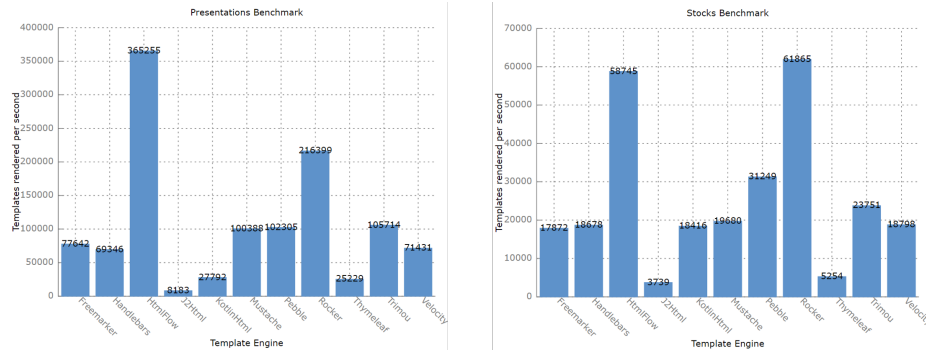 Presentations Benchmark
Templates rendered per second
400000
350000
300000
250000
200000
150000
100000
50000
0
77642
69346
365255
8183
27792
100388
102305
216399
25229
105714
71431
Freemarker
Handlebars
HtmlFlow
J2Html
KotlinHtml
Mustache
Pebble
Rocker
Thymeleaf
Trimou
Velocity
Template Engine
Stocks Benchmark
Templates rendered per second
70000
60000
50000
40000
30000
20000
10000
0
17872
18678
58745
3739
18416
19680
31249
61865
5254
23751
18798
Freemarker
Handlebars
HtmlFlow
J2Html
KotlinHtml
Mustache
Pebble
Rocker
Thymeleaf
Trimou
Velocity
Template Engine